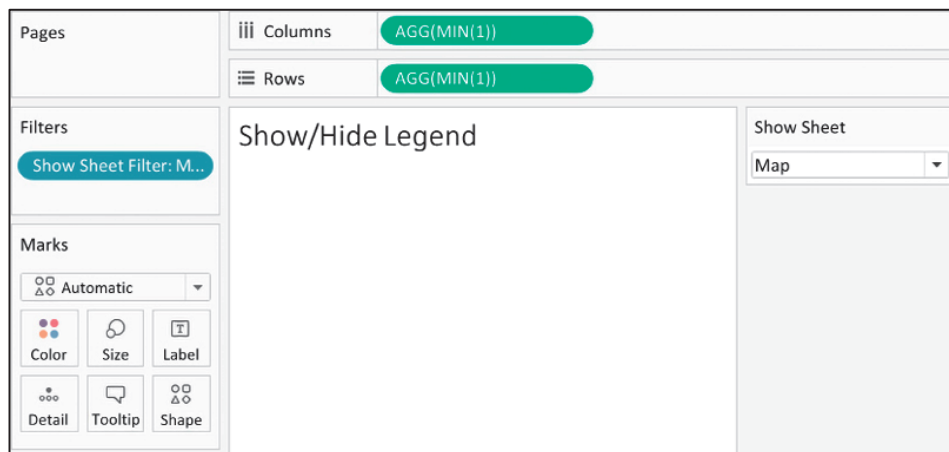 Pages
Columns
AGG(MIN(1))
Rows
AGG(MIN(1))
Filters
Show Sheet Filter: M...
Marks
Automatic
Color
Size
Label
Detail
Tooltip
Shape
Show/Hide Legend
Show Sheet
Map